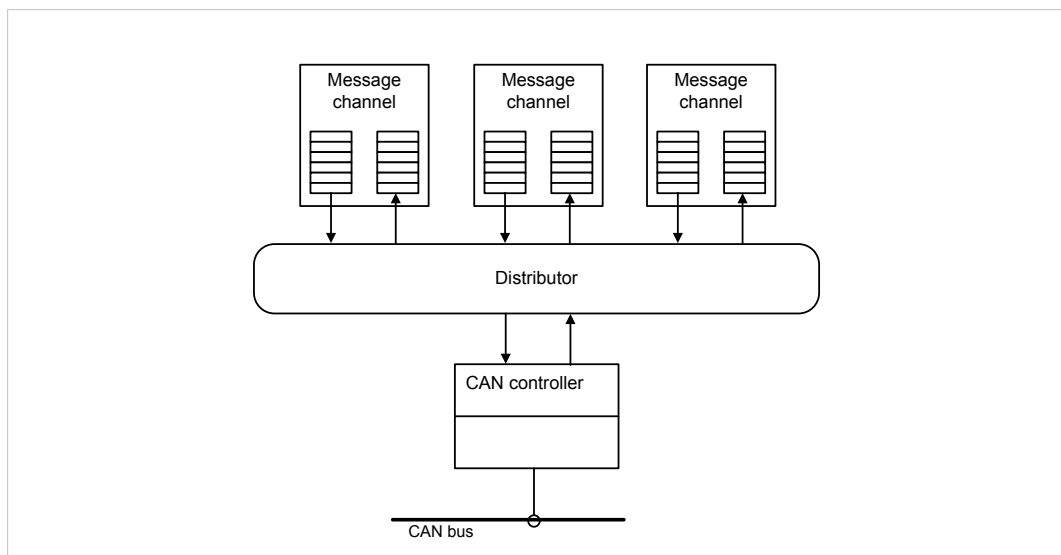 Message
channel
Message
channel
Message
channel
Distributor
CAN controller
CAN bus